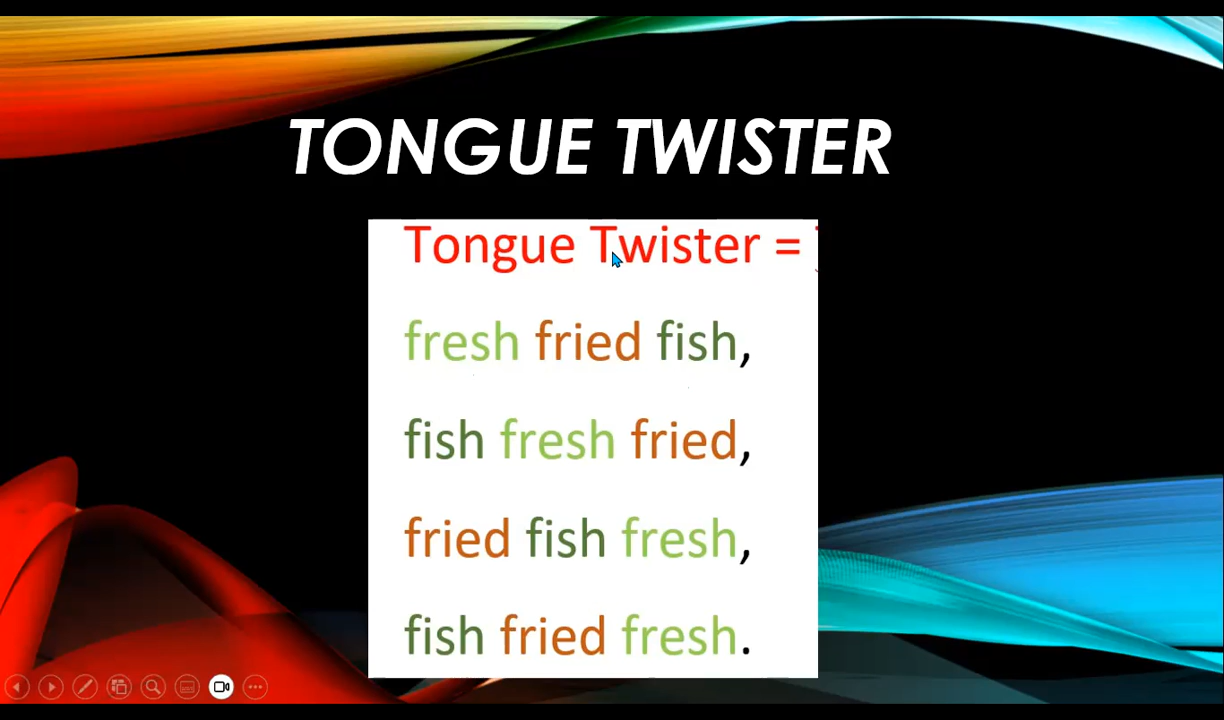 TONGUE TWISTER
Tongue Twister =
fresh fried fish,
fish fresh fried,
fried fish fresh,
fish fried fresh.